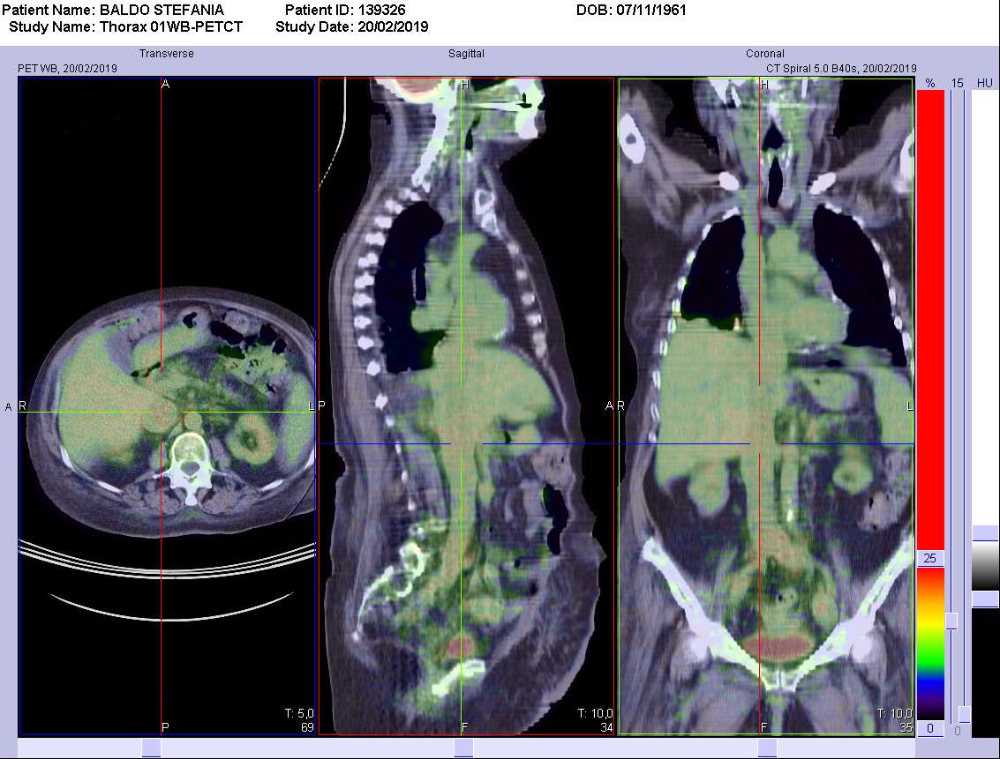 Patient Name: BALDO STEFANIA Patient ID: 139326 DOB: 07/11/1961
Study Name: Thorax 01WB-PETCT Study Date: 20/02/2019
Transverse Sagittal Coronal
PET WB, 20/02/2019 CT Spiral 5.0 B40s, 20/02/2019
% 15 HU
A H H
A R L P A R L
25
T: 5,0 T: 10,0 T: 10,0
P 69 F 34 F 35 0 0